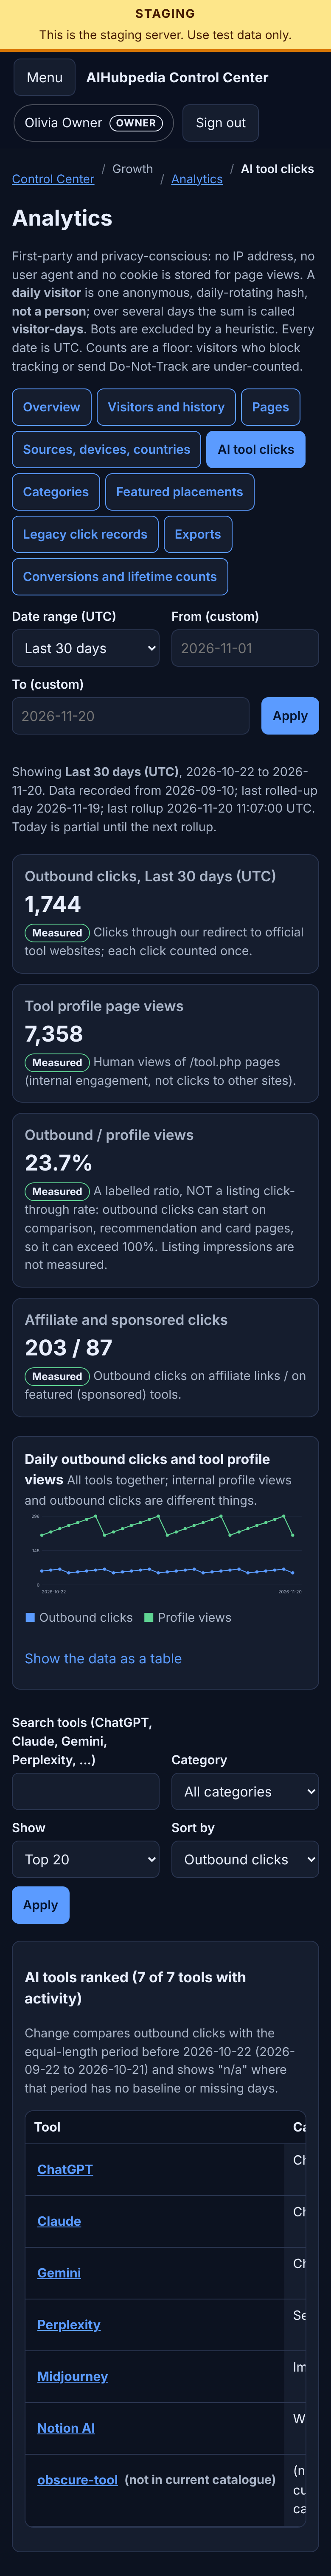 STAGING
This is the staging server. Use test data only.
Menu
AIHubpedia Control Center
Olivia Owner OWNER
Sign out
Control Center / Growth / Analytics / AI tool clicks
Analytics
First-party and privacy-conscious: no IP address, no
user agent and no cookie is stored for page views. A
daily visitor is one anonymous, daily-rotating hash,
not a person; over several days the sum is called
visitor-days. Bots are excluded by a heuristic. Every
date is UTC. Counts are a floor: visitors who block
tracking or send Do-Not-Track are under-counted.
Overview
Visitors and history
Pages
Sources, devices, countries
AI tool clicks
Categories
Featured placements
Legacy click records
Exports
Conversions and lifetime counts
Date range (UTC)
Last 30 days
From (custom)
2026-11-01
To (custom)
2026-11-20
Apply
Showing Last 30 days (UTC), 2026-10-22 to 2026-
11-20. Data recorded from 2026-09-10; last rolled-up
day 2026-11-19; last rollup 2026-11-20 11:07:00 UTC.
Today is partial until the next rollup.
Outbound clicks, Last 30 days (UTC)
1,744
Measured Clicks through our redirect to official
tool websites; each click counted once.
Tool profile page views
7,358
Measured Human views of /tool.php pages
(internal engagement, not clicks to other sites).
Outbound / profile views
23.7%
Measured A labelled ratio, NOT a listing click-
through rate: outbound clicks can start on
comparison, recommendation and card pages,
so it can exceed 100%. Listing impressions are
not measured.
Affiliate and sponsored clicks
203 / 87
Measured Outbound clicks on affiliate links / on
featured (sponsored) tools.
Daily outbound clicks and tool profile
views All tools together; internal profile views
and outbound clicks are different things.
0
2026-10-22
2026-11-20
Outbound clicks
Profile views
Show the data as a table
Search tools (ChatGPT,
Claude, Gemini,
Perplexity, ...)
Category
All categories
Show
Top 20
Sort by
Outbound clicks
Apply
AI tools ranked (7 of 7 tools with
activity)
Change compares outbound clicks with the
equal-length period before 2026-10-22 (2026-
09-22 to 2026-10-21) and shows "n/a" where
that period has no baseline or missing days.
Tool
Ca
ChatGPT
Ch
Claude
Ch
Gemini
Ch
Perplexity
Se
Midjourney
Im
Notion AI
W
obscure-tool (not in current catalogue)
(n
cu
ca